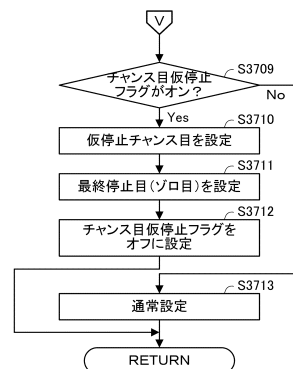 V
S3709
チャンス目仮停止
フラグがオン？
No
Yes
S3710
仮停止チャンス目を設定
S3711
最終停止目(ゾロ目)を設定
S3712
チャンス目仮停止フラグを
オフに設定
S3713
通常設定
RETURN